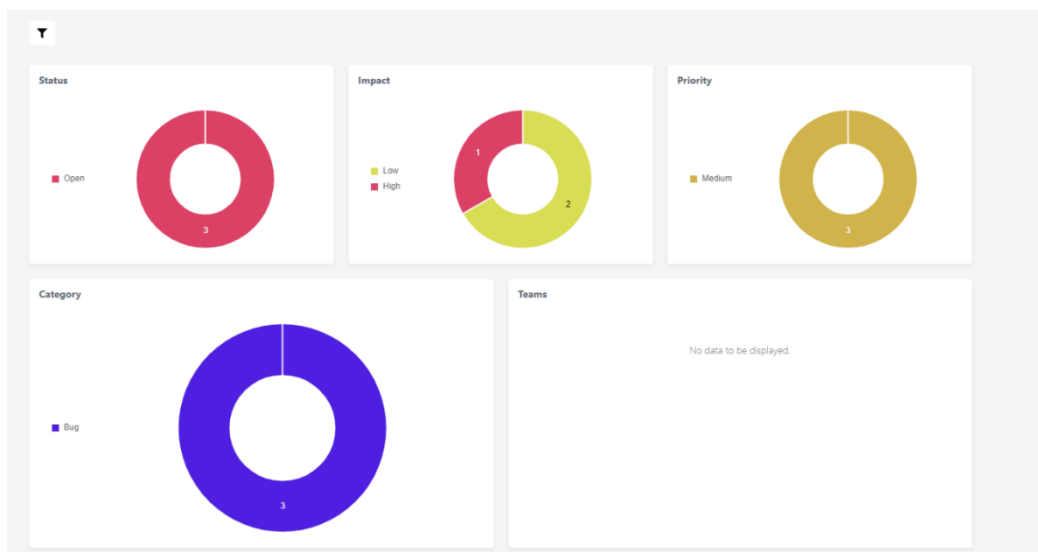 Status
Open
3
Impact
Low
High
1
2
Priority
Medium
3
Category
Bug
3
Teams
No data to be displayed.